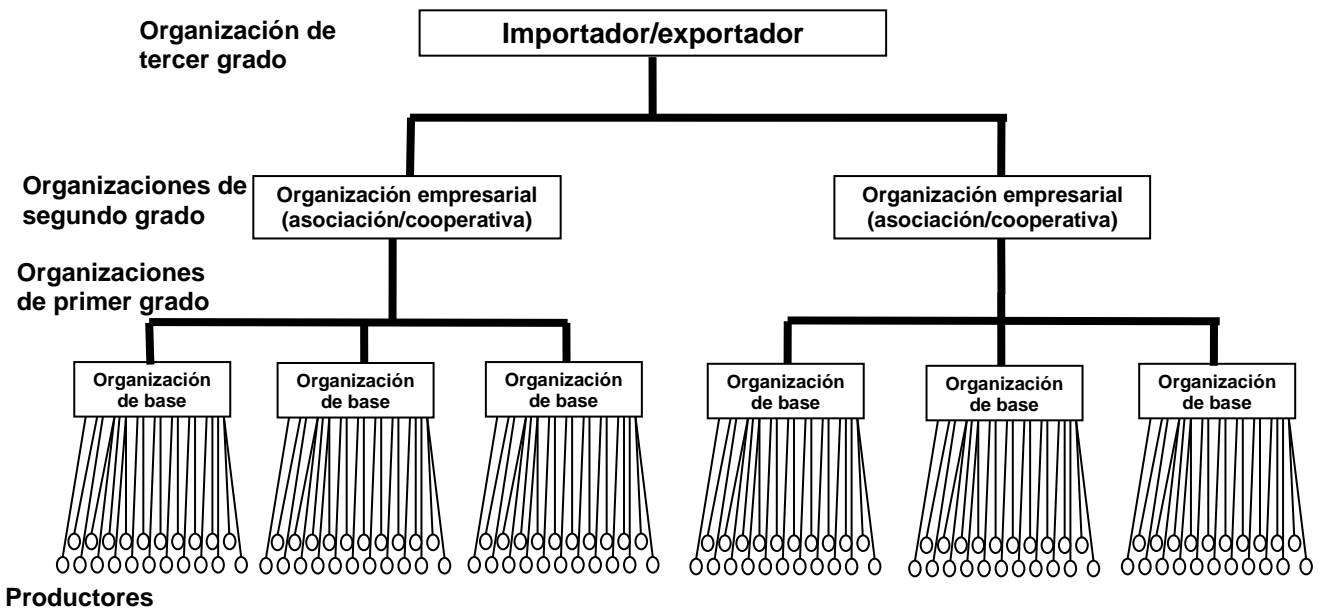 Organización de
tercer grado
Importador/exportador
Organizaciones de
segundo grado
Organización empresarial
(asociación/cooperativa)
Organización empresarial
(asociación/cooperativa)
Organizaciones
de primer grado
Organización
de base
Organización
de base
Organización
de base
Organización
de base
Organización
de base
Organización
de base
Productores